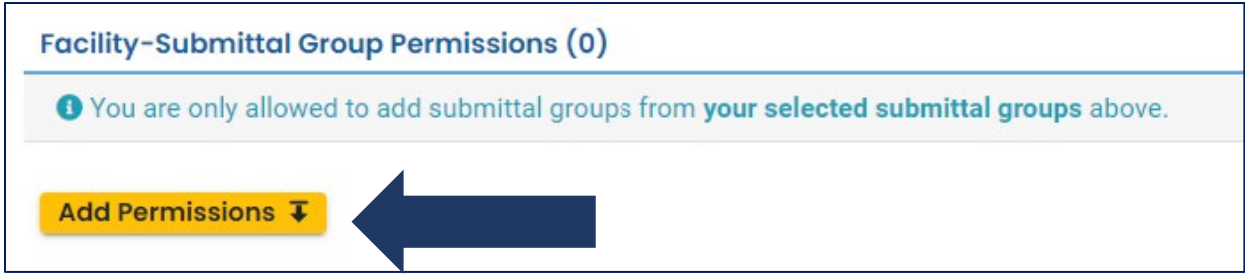 Facility-Submittal Group Permissions (0)
You are only allowed to add submittal groups from your selected submittal groups above.
Add Permissions